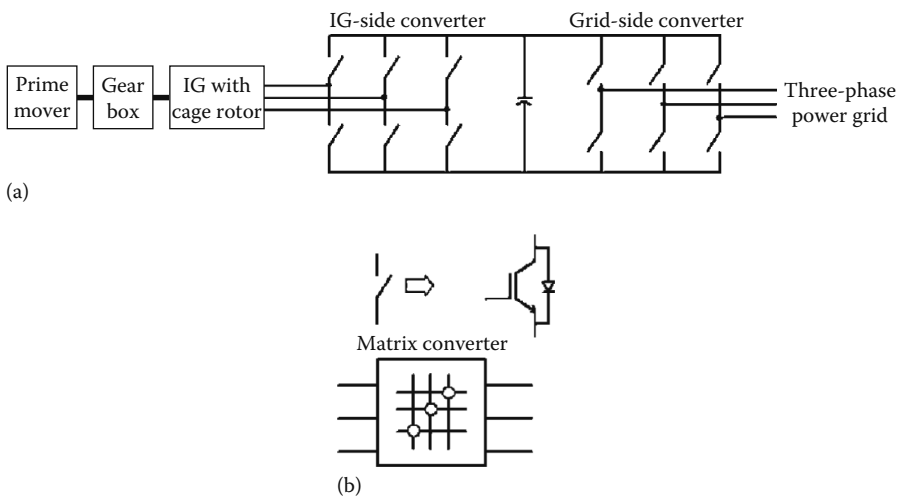 IG-side converter
Grid-side converter
Prime
mover
Gear
box
IG with
cage rotor
Three-phase
power grid
(a)
Matrix converter
(b)